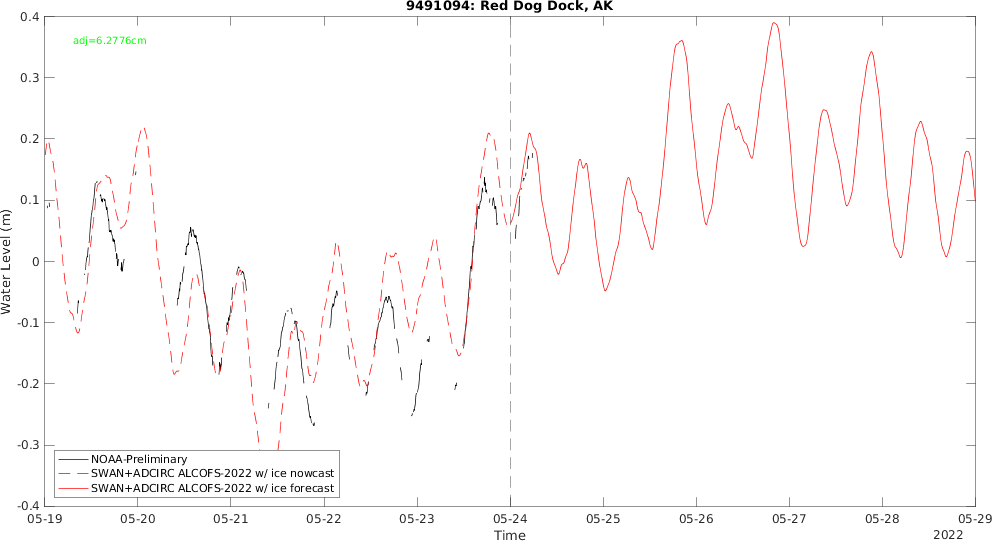 9491094: Red Dog Dock, AK
adj=6.2776cm
0.4
0.3
0.2
0.1
0
-0.1
-0.2
-0.3
-0.4
Water Level (m)
NOAA-Preliminary
SWAN+ADCIRC ALCOFS-2022 w/ ice nowcast
SWAN+ADCIRC ALCOFS-2022 w/ ice forecast
05-19 05-20 05-21 05-22 05-23 05-24 05-25 05-26 05-27 05-28 05-29
Time
2022